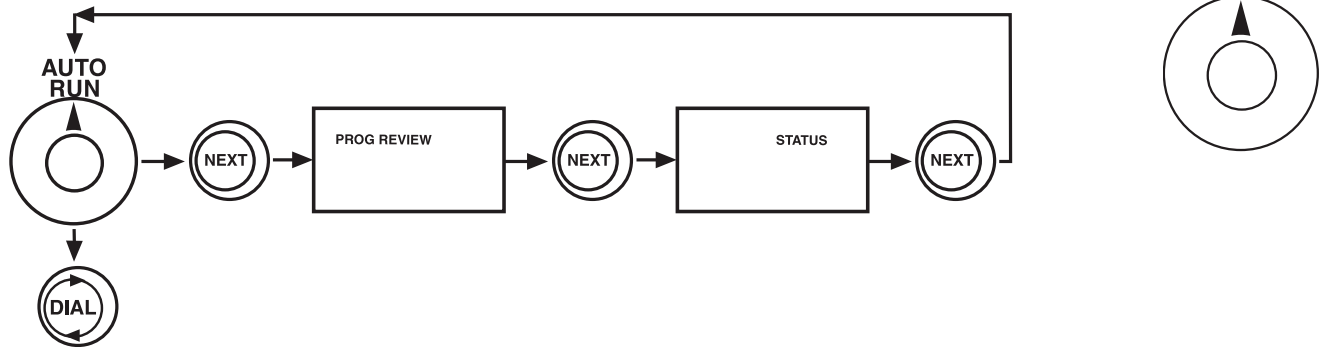 AUTO
RUN
NEXT
PROG REVIEW
NEXT
STATUS
NEXT
DIAL